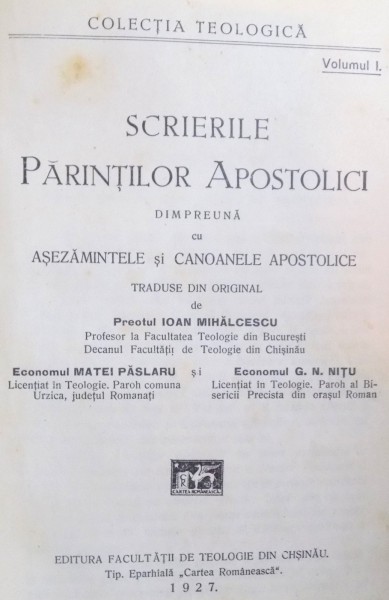 COLECȚIA TEOLOGICĂ
Volumul I.
SCRIERILE
PĂRINȚILOR APOSTOLICI
DIMPREUNĂ
cu
AȘEZĂMINTELE și CANOANELE APOSTOLICE
TRADUSE DIN ORIGINAL
de
Preotul IOAN MIHĂLCESCU
Profesor la Facultatea Teologie din București
Decanul Facultății de Teologie din Chișinău
Economul MATEI PĂSLARU și Economul G. N. NIȚU
Licențiat în Teologie. Paroh comuna
Urzica, județul Romanați
Licențiat în Teologie. Paroh al Bi-
sericii Precista din orașul Roman
CARTEA ROMÂNEASCĂ
EDITURA FACULTĂȚII DE TEOLOGIE DIN CHȘINĂU.
Tip. Eparhială „Cartea Românească“.
1927.